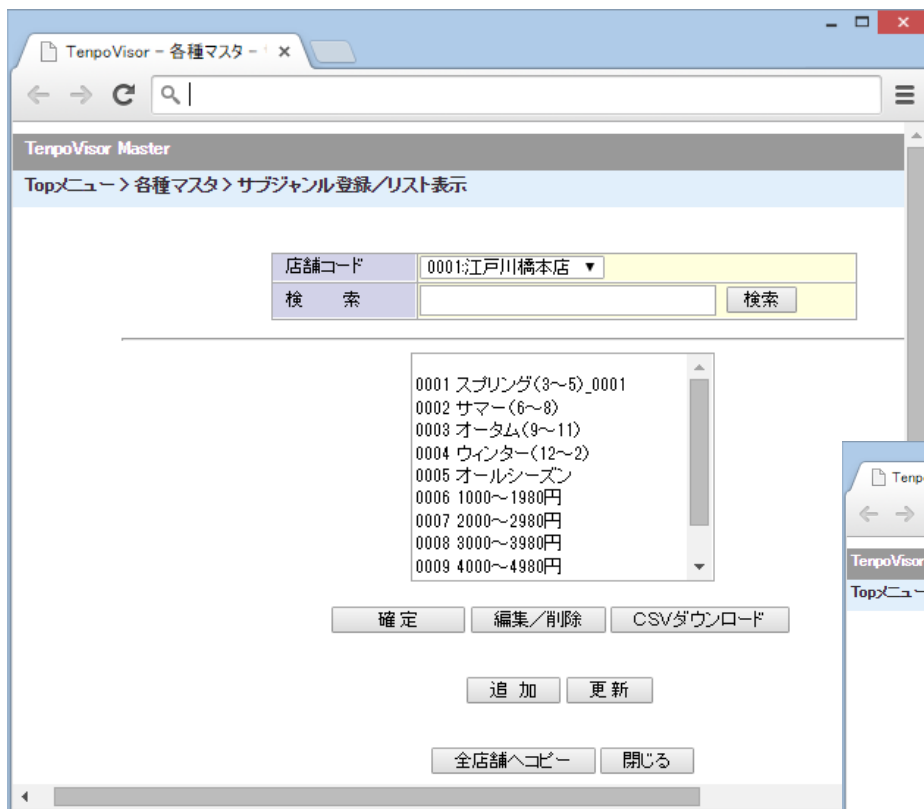 TenpoVisor - 各種マスタ -
TenpoVisor Master
Topメニュー > 各種マスタ > サブジャンル登録／リスト表示
店舗コード 0001:江戸川橋本店
検　索 検索
0001 スプリング(3～5)_0001
0002 サマー(6～8)
0003 オータム(9～11)
0004 ウィンター(12～2)
0005 オールシーズン
0006 1000～1980円
0007 2000～2980円
0008 3000～3980円
0009 4000～4980円
確 定 編集／削除 CSVダウンロード
追 加 更 新
全店舗へコピー 閉じる
Tenp
TenpoVisor
Topメニュー